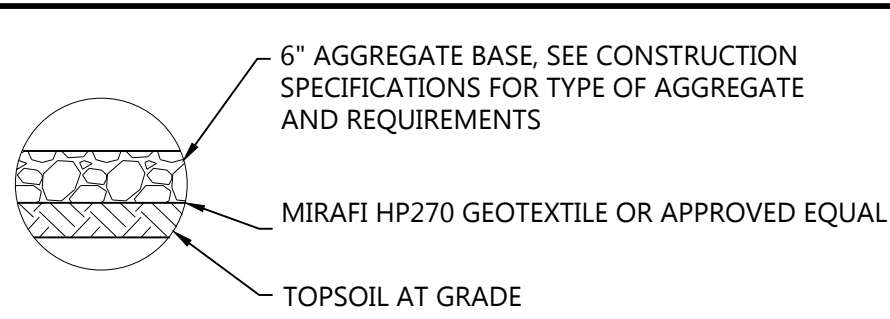 6" AGGREGATE BASE, SEE CONSTRUCTION
SPECIFICATIONS FOR TYPE OF AGGREGATE
AND REQUIREMENTS
MIRAFI HP270 GEOTEXTILE OR APPROVED EQUAL
TOPSOIL AT GRADE